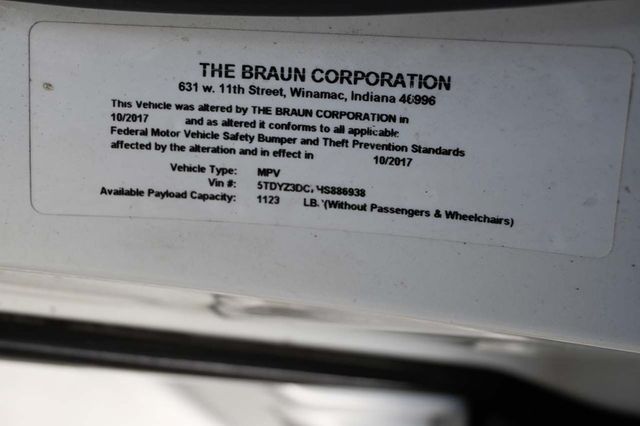 THE BRAUN CORPORATION
631 w. 11th Street, Winamac, Indiana 46996
This Vehicle was altered by THE BRAUN CORPORATION in
10/2017 and as altered it conforms to all applicable
Federal Motor Vehicle Safety Bumper and Theft Prevention Standards
affected by the alteration and in effect in 10/2017
Vehicle Type: MPV
Vin #:
Available Payload Capacity: 1123 LB. (Without Passengers & Wheelchairs)